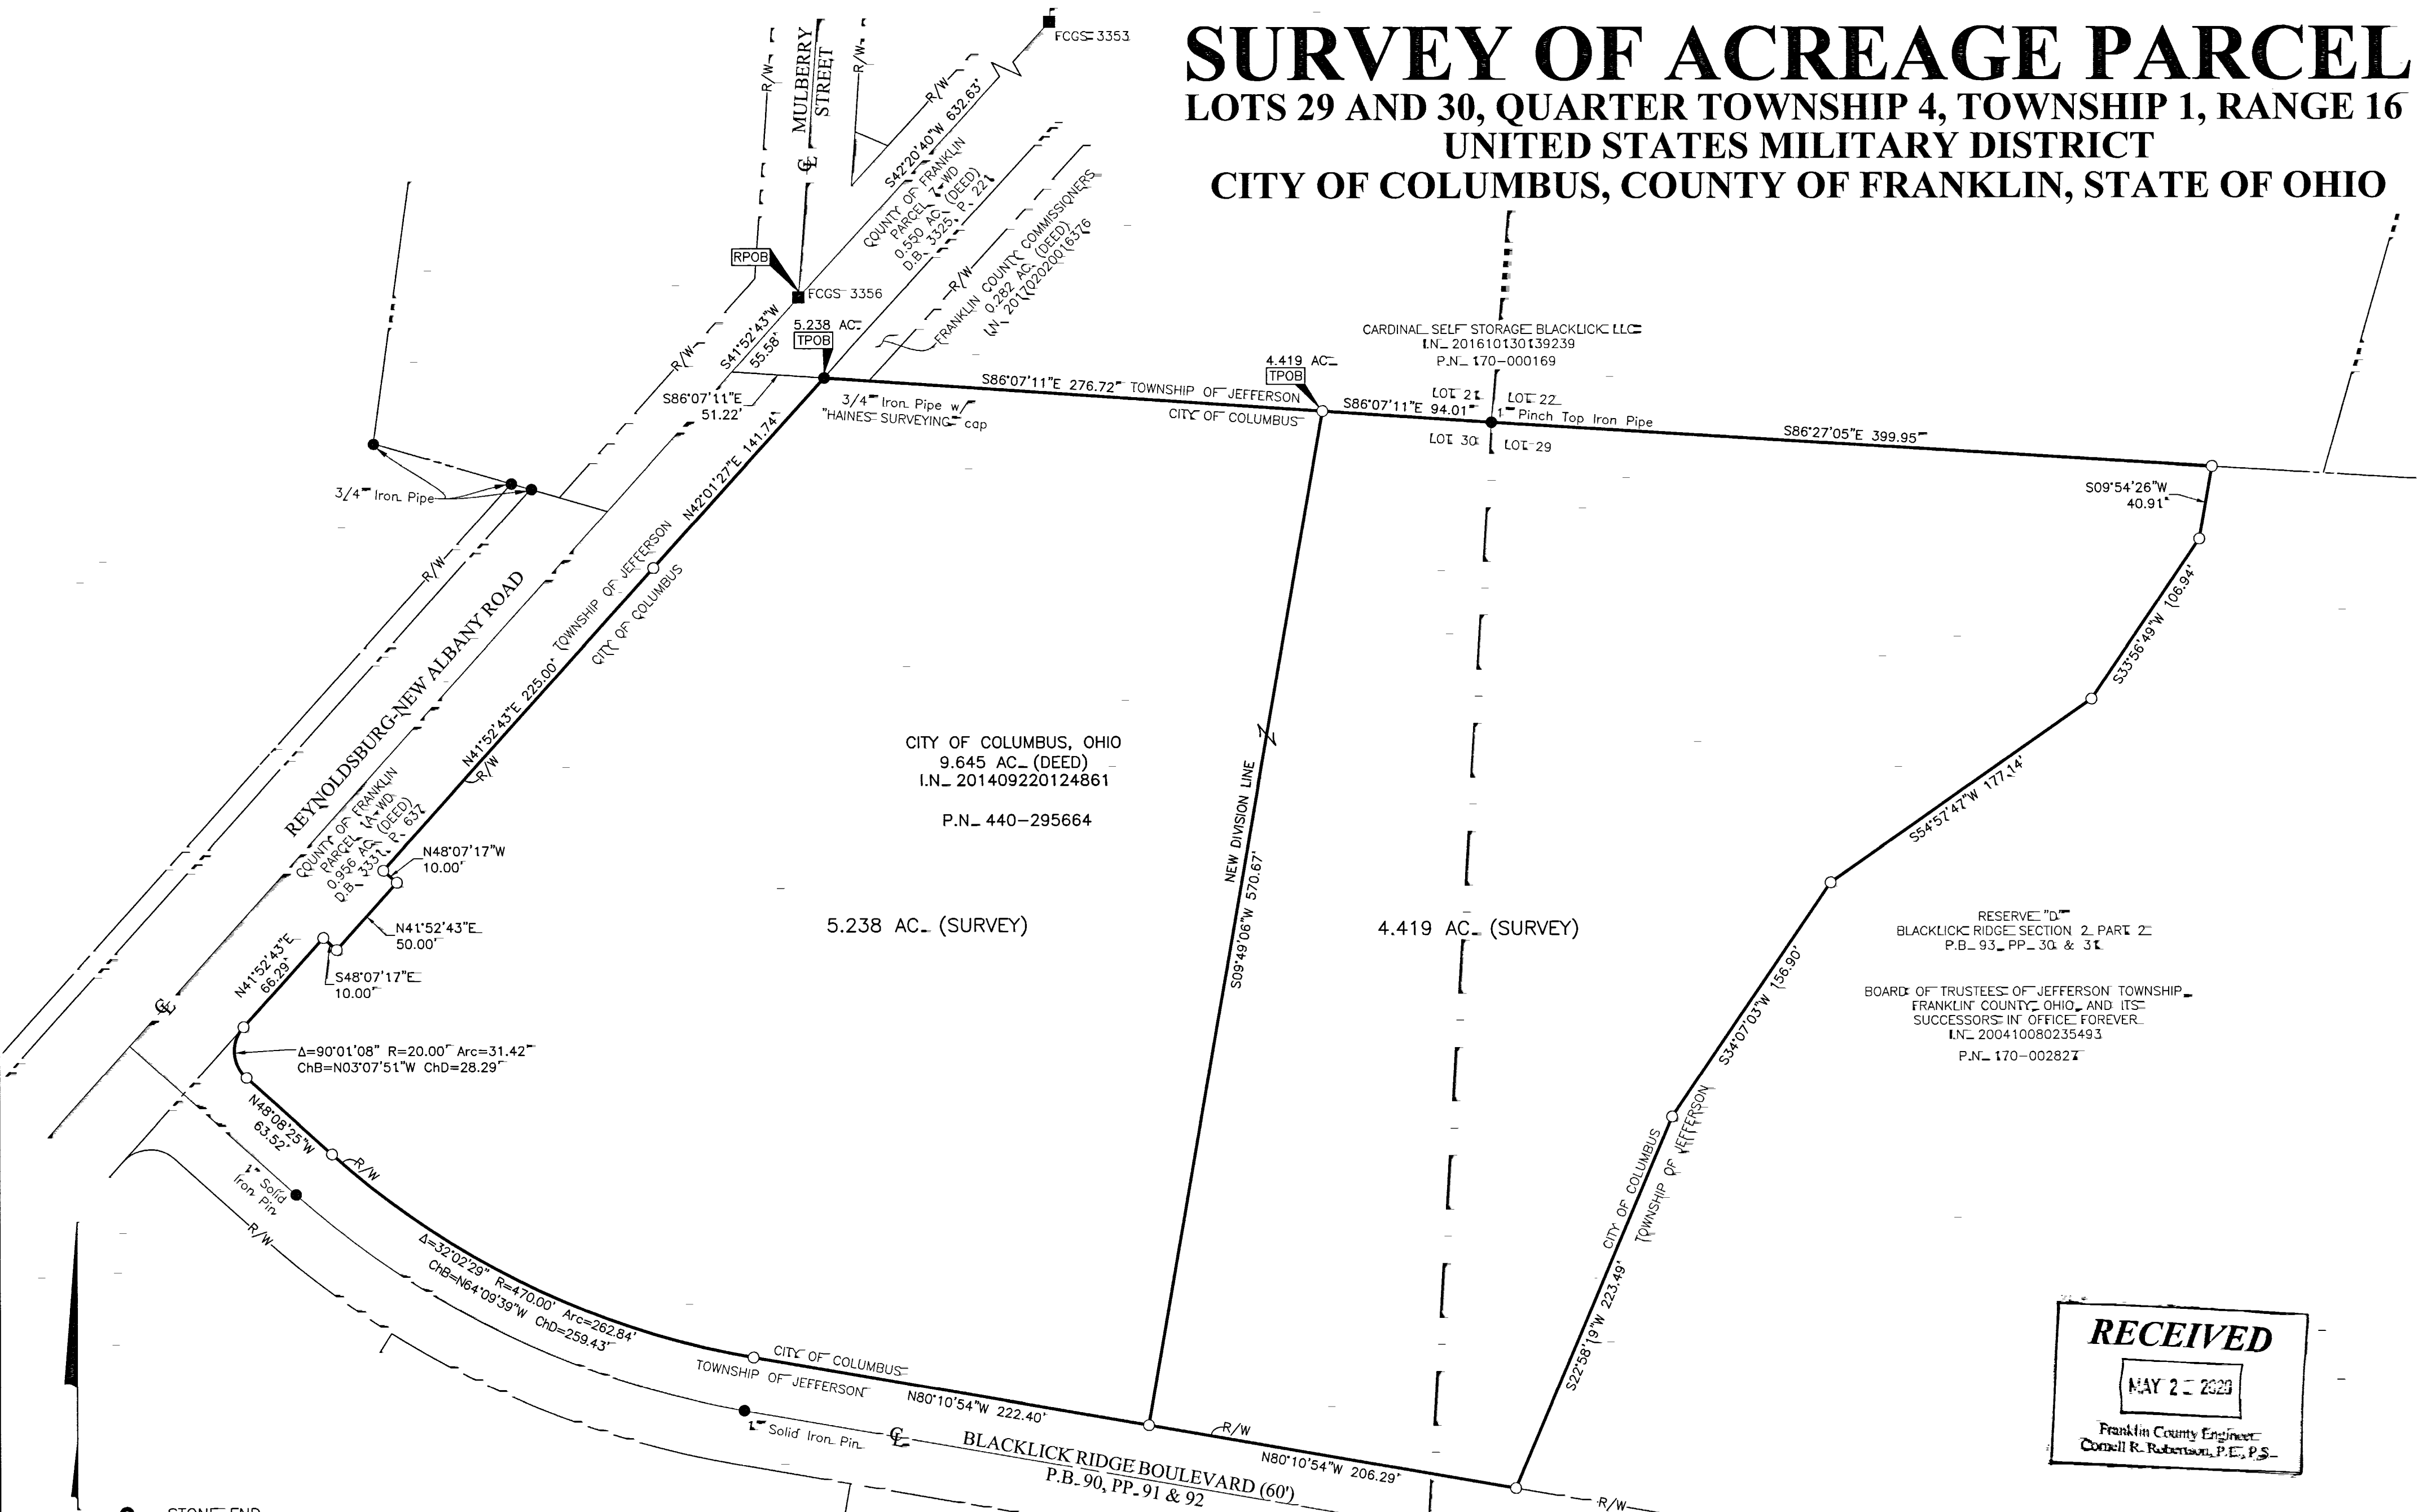 SURVEY OF ACREAGE PARCEL
LOTS 29 AND 30, QUARTER TOWNSHIP 4, TOWNSHIP 1, RANGE 16
UNITED STATES MILITARY DISTRICT
CITY OF COLUMBUS, COUNTY OF FRANKLIN, STATE OF OHIO
FCGS 3353
R/W
MULBERRY
STREET
R/W
R/W
S42°20'40"W 632.63'
COUNTY OF FRANKLIN
PARCEL 7-WD
0.550 AC. (DEED)
D.B. 3325, P. 221
R/W
FRANKLIN COUNTY COMMISSIONERS
0.282 AC. (DEED)
I.N. 201702020016376
RPOB
FCGS 3356
5.238 AC.
TPOB
S41°52'43"W
55.58'
R/W
S86°07'11"E
51.22'
3/4" Iron Pipe w/
"HAINES SURVEYING" cap
S86°07'11"E 276.72' TOWNSHIP OF JEFFERSON
CITY OF COLUMBUS
4.419 AC.
TPOB
CARDINAL SELF STORAGE BLACKLICK LLC
I.N. 201610130139239
P.N. 170-000169
S86°07'11"E 94.01'
LOT 21
LOT 22
1" Pinch Top Iron Pipe
LOT 30
LOT 29
S86°27'05"E 399.95'
S09°54'26"W
40.91'
S33°56'49"W 106.94'
S54°57'47"W 177.14'
S34°07'03"W 156.90'
CITY OF COLUMBUS
TOWNSHIP OF JEFFERSON
S22°58'19"W 223.49'
3/4" Iron Pipe
R/W
N42°01'27"E 141.74'
N41°52'43"E 225.00' TOWNSHIP OF JEFFERSON
CITY OF COLUMBUS
R/W
REYNOLDSBURG-NEW ALBANY ROAD
COUNTY OF FRANKLIN
PARCEL 1A-WD
0.956 AC. (DEED)
D.B. 3331, P. 637
N48°07'17"W
10.00'
N41°52'43"E
50.00'
S48°07'17"E
10.00'
N41°52'43"E
66.29'
CL
Δ=90°01'08" R=20.00' Arc=31.42'
ChB=N03°07'51"W ChD=28.29'
N48°08'25"W
63.52'
R/W
1" Solid
Iron Pin
R/W
Δ=32°02'29" R=470.00' Arc=262.84'
ChB=N64°09'39"W ChD=259.43'
CITY OF COLUMBUS
TOWNSHIP OF JEFFERSON
N80°10'54"W 222.40'
1" Solid Iron Pin
CL
R/W
N80°10'54"W 206.29'
BLACKLICK RIDGE BOULEVARD (60')
P.B. 90, PP. 91 & 92
R/W
CITY OF COLUMBUS, OHIO
9.645 AC. (DEED)
I.N. 201409220124861
P.N. 440-295664
5.238 AC. (SURVEY)
NEW DIVISION LINE
S09°49'06"W 570.67'
4.419 AC. (SURVEY)
RESERVE "D"
BLACKLICK RIDGE SECTION 2 PART 2
P.B. 93, PP. 30 & 31
BOARD OF TRUSTEES OF JEFFERSON TOWNSHIP,
FRANKLIN COUNTY, OHIO, AND ITS
SUCCESSORS IN OFFICE FOREVER
I.N. 200410080235493
P.N. 170-002827
RECEIVED
MAY 2 2020
Franklin County Engineer
Cornell R. Robertson, P.E., P.S.
STONE FND